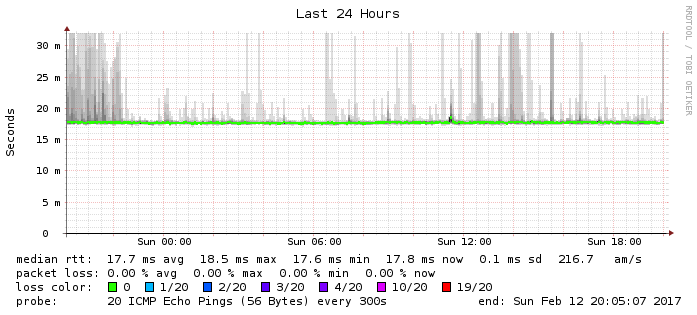 Last 24 Hours
RRDTOOL / TOBI OETIKER
Seconds
30 m
25 m
20 m
15 m
10 m
5 m
0
Sun 00:00 Sun 06:00 Sun 12:00 Sun 18:00
median rtt: 17.7 ms avg 18.5 ms max 17.6 ms min 17.8 ms now 0.1 ms sd 216.7 am/s
packet loss: 0.00 % avg 0.00 % max 0.00 % min 0.00 % now
loss color: 0 1/20 2/20 3/20 4/20 10/20 19/20
probe: 20 ICMP Echo Pings (56 Bytes) every 300s end: Sun Feb 12 20:05:07 2017